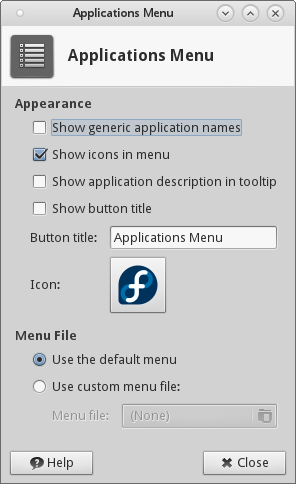 Applications Menu
Applications Menu
Appearance
Show generic application names
Show icons in menu
Show application description in tooltip
Show button title
Button title: Applications Menu
Icon:
Menu File
Use the default menu
Use custom menu file:
Menu file: (None)
Help Close